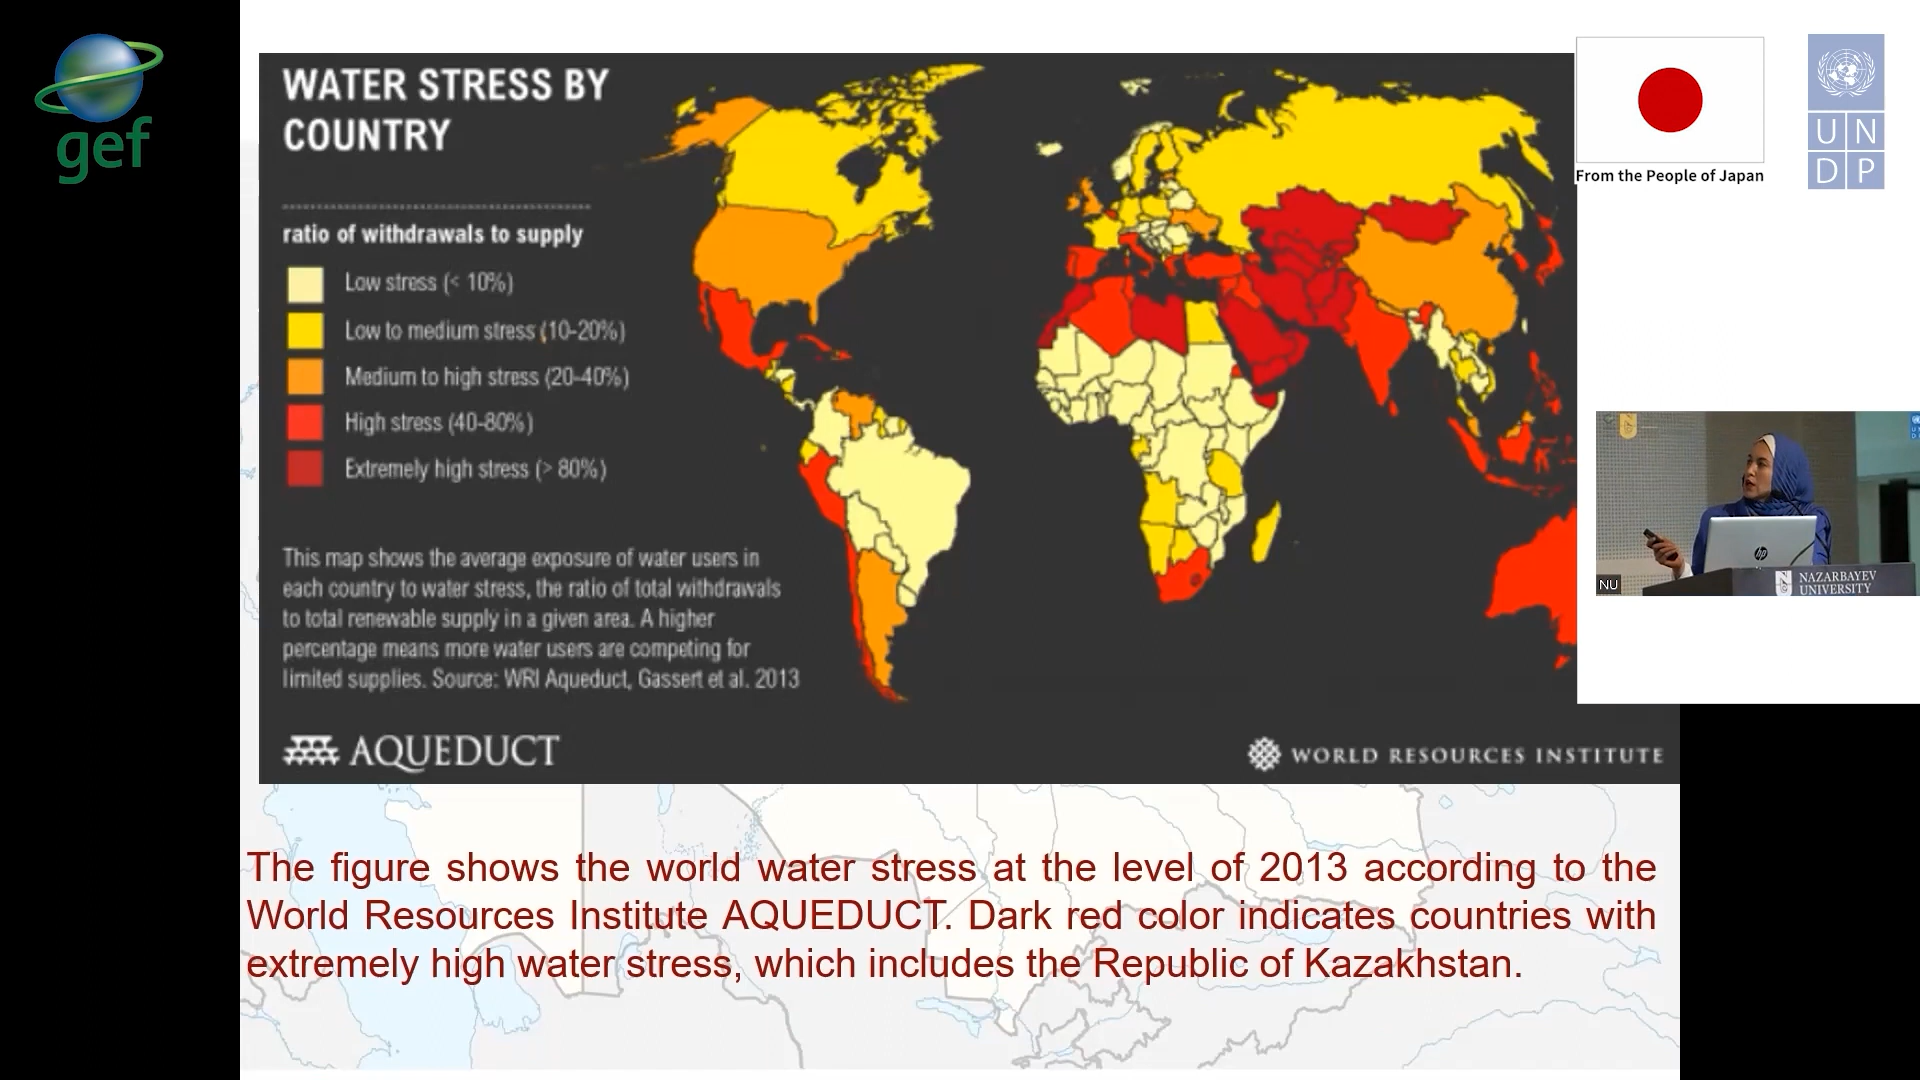 gef
WATER STRESS BY
COUNTRY
ratio of withdrawals to supply
Low stress (< 10%)
Low to medium stress (10-20%)
Medium to high stress (20-40%)
High stress (40-80%)
Extremely high stress (> 80%)
This map shows the average exposure of water users in
each country to water stress, the ratio of total withdrawals
to total renewable supply in a given area. A higher
percentage means more water users are competing for
limited supplies. Source: WRI Aqueduct, Gassert et al. 2013
AQUEDUCT
WORLD RESOURCES INSTITUTE
From the People of Japan
U N
D P
NU
hp
NAZARBAYEV
UNIVERSITY
The figure shows the world water stress at the level of 2013 according to the
World Resources Institute AQUEDUCT. Dark red color indicates countries with
extremely high water stress, which includes the Republic of Kazakhstan.